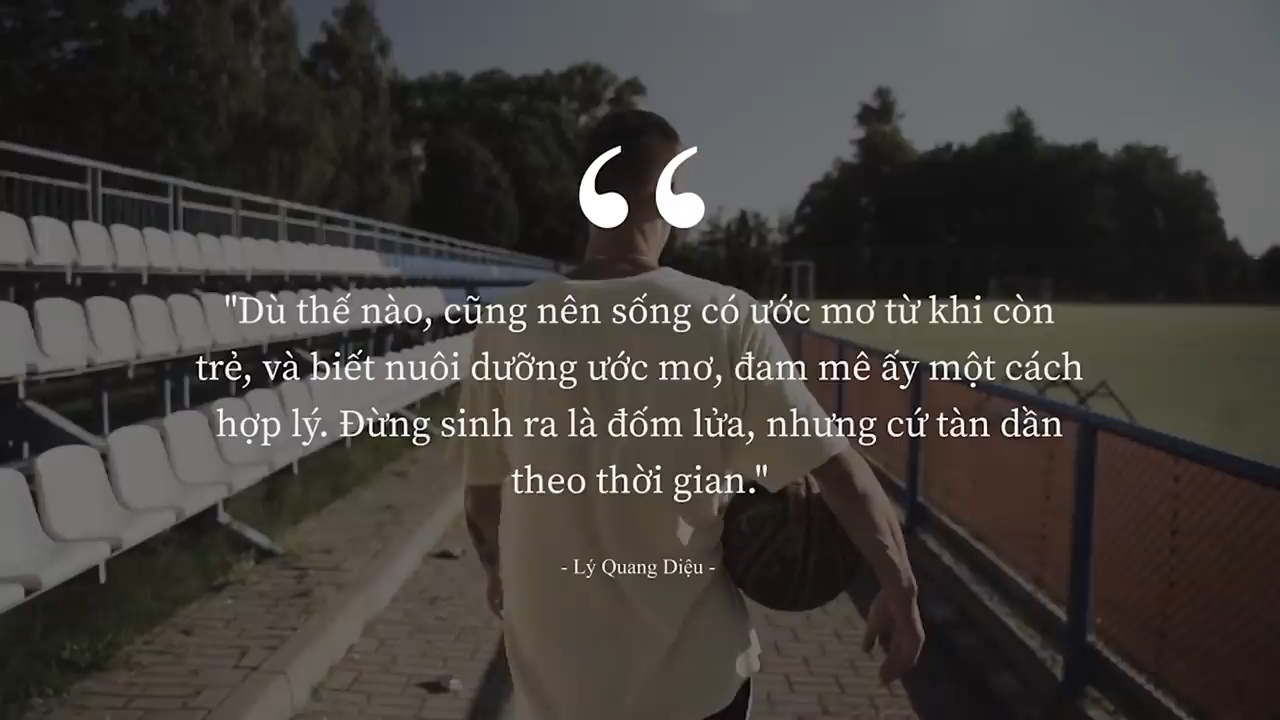 "Dù thế nào, cũng nên sống có ước mơ từ khi còn
trẻ, và biết nuôi dưỡng ước mơ, đam mê ấy một cách
hợp lý. Đừng sinh ra là đốm lửa, nhưng cứ tàn dần
theo thời gian."
- Lý Quang Diệu -